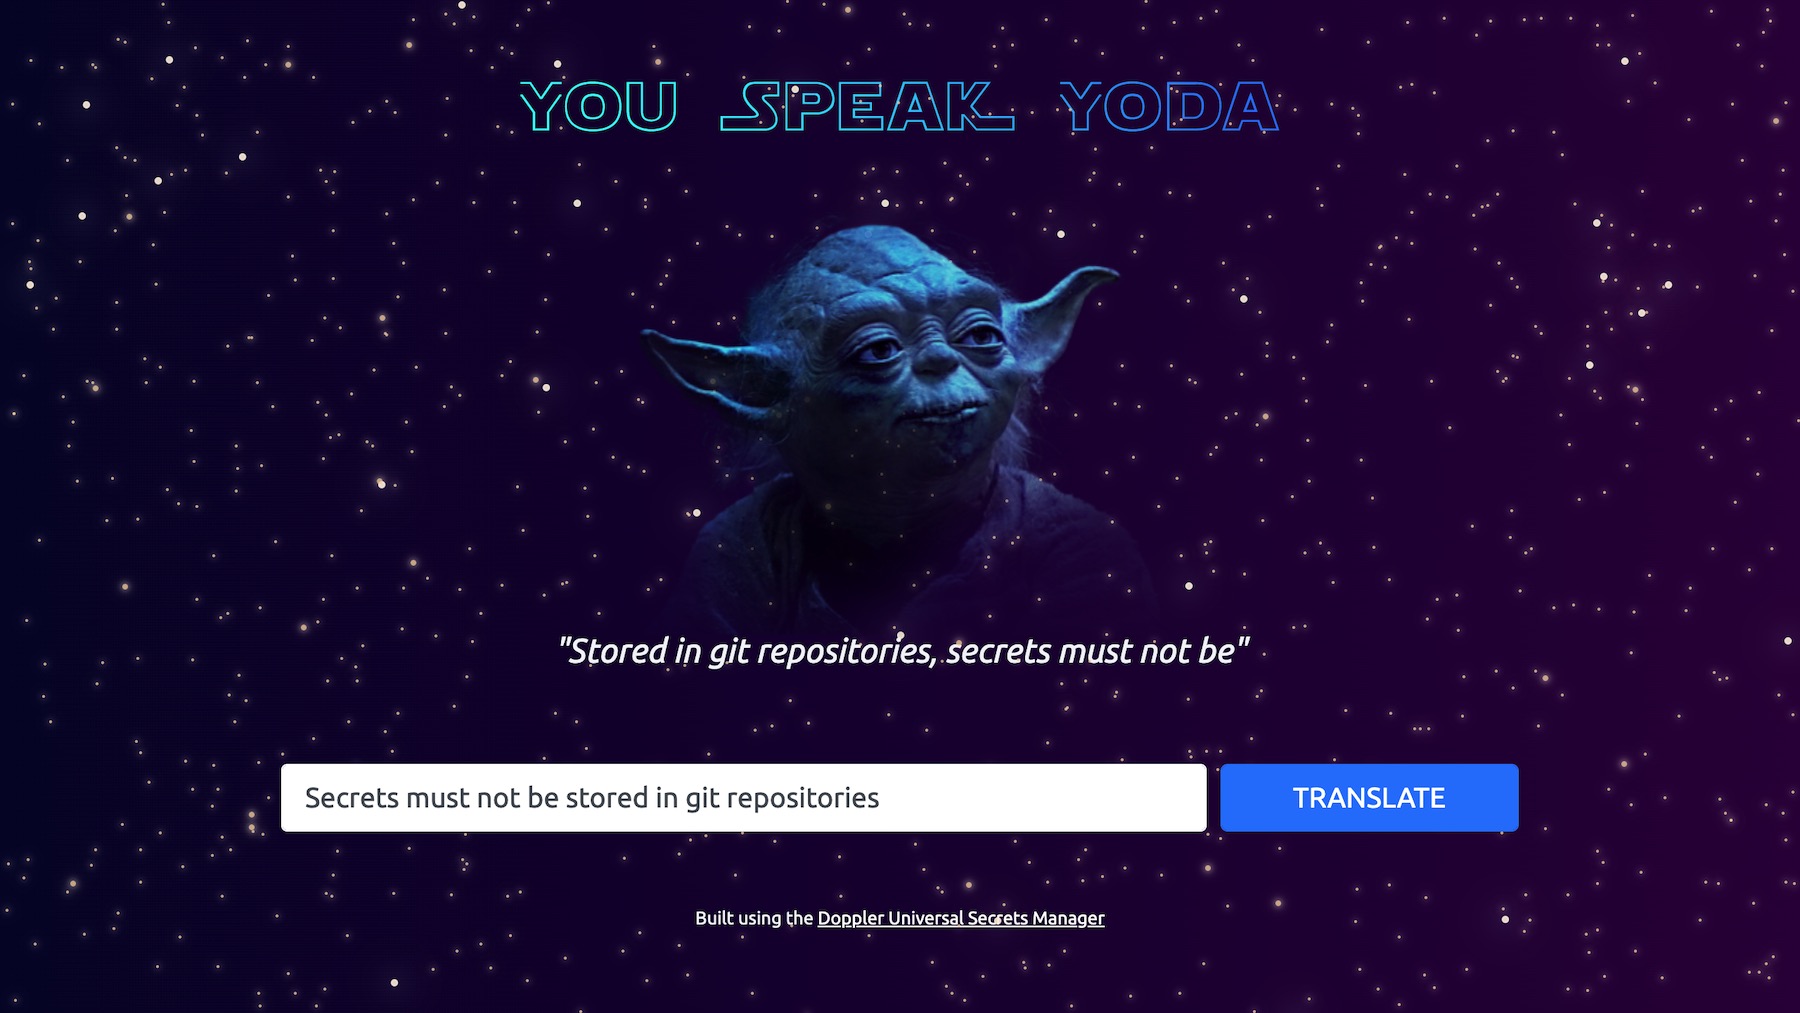 YOU SPEAK YODA
"Stored in git repositories, secrets must not be"
Secrets must not be stored in git repositories
TRANSLATE
Built using the Doppler Universal Secrets Manager